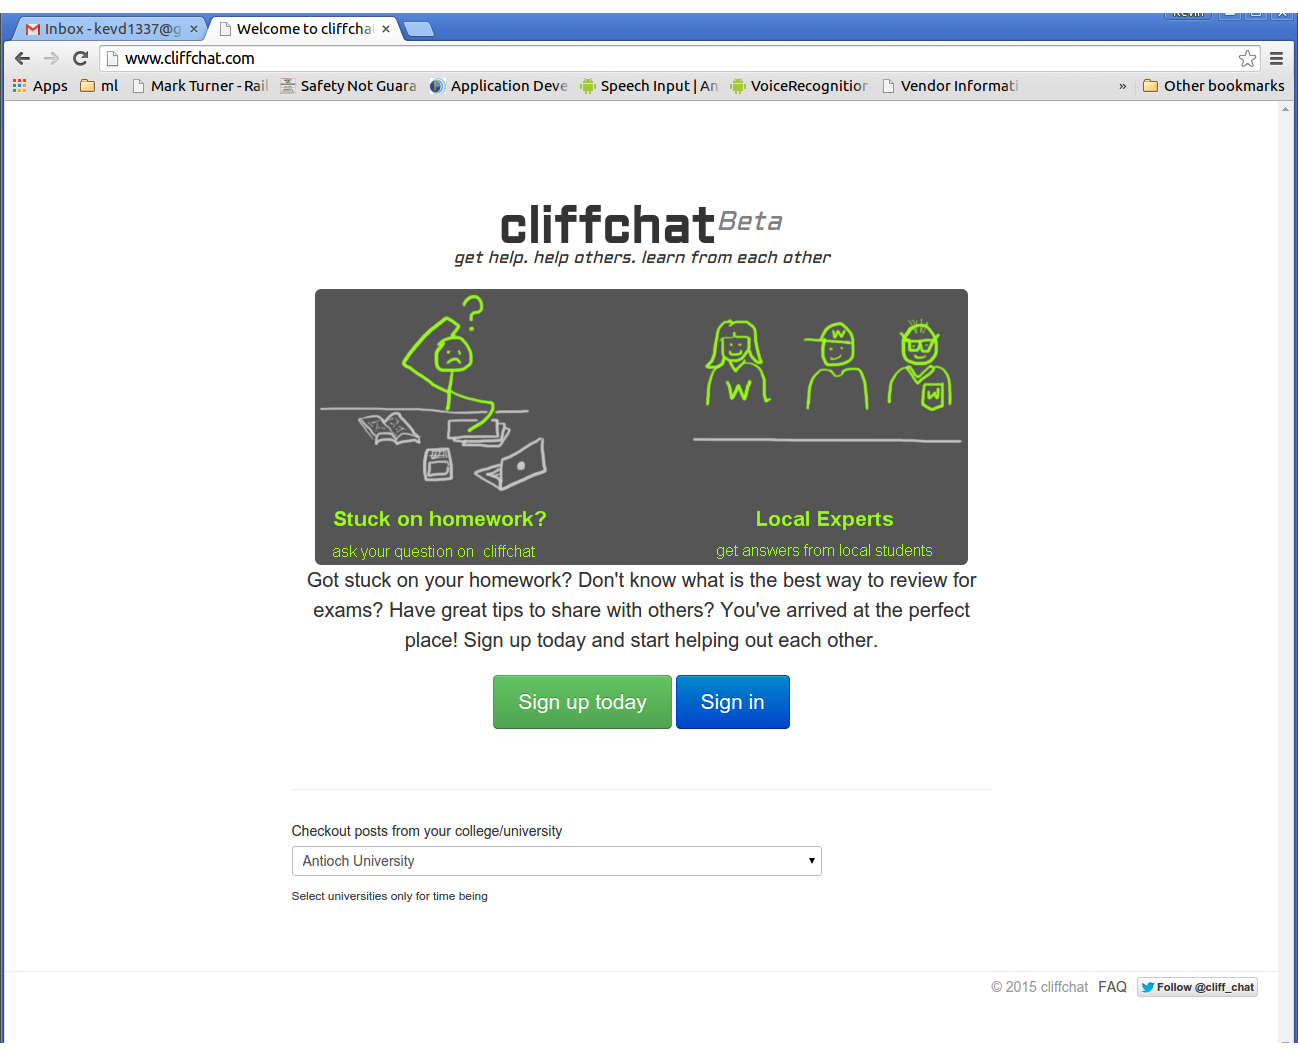 Kevin
Inbox - kevd1337@g
Welcome to cliffcha
www.cliffchat.com
Apps ml Mark Turner - Rail Safety Not Guara Application Deve Speech Input | An VoiceRecognition Vendor Informati » Other bookmarks
cliffchat Beta
get help. help others. learn from each other
?
W
W
W
Stuck on homework?
Local Experts
ask your question on cliffchat
get answers from local students
Got stuck on your homework? Don't know what is the best way to review for
exams? Have great tips to share with others? You've arrived at the perfect
place! Sign up today and start helping out each other.
Sign up today
Sign in
Checkout posts from your college/university
Antioch University
Select universities only for time being
© 2015 cliffchat FAQ Follow @cliff_chat